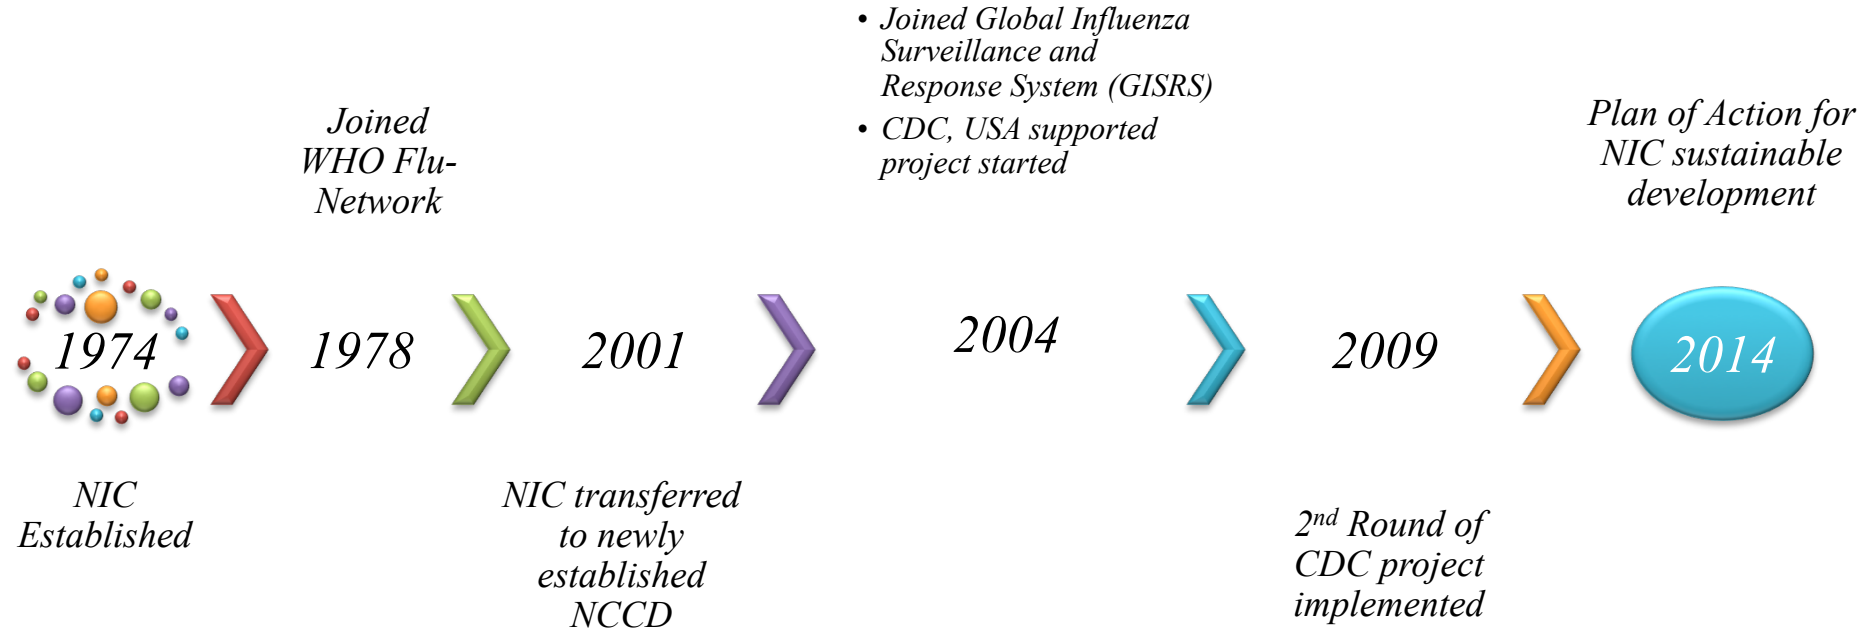 1974
NIC
Established
Joined
WHO Flu-
Network
1978
2001
NIC transferred
to newly
established
NCCD
• Joined Global Influenza
Surveillance and
Response System (GISRS)
• CDC, USA supported
project started
2004
2009
2nd Round of
CDC project
implemented
Plan of Action for
NIC sustainable
development
2014